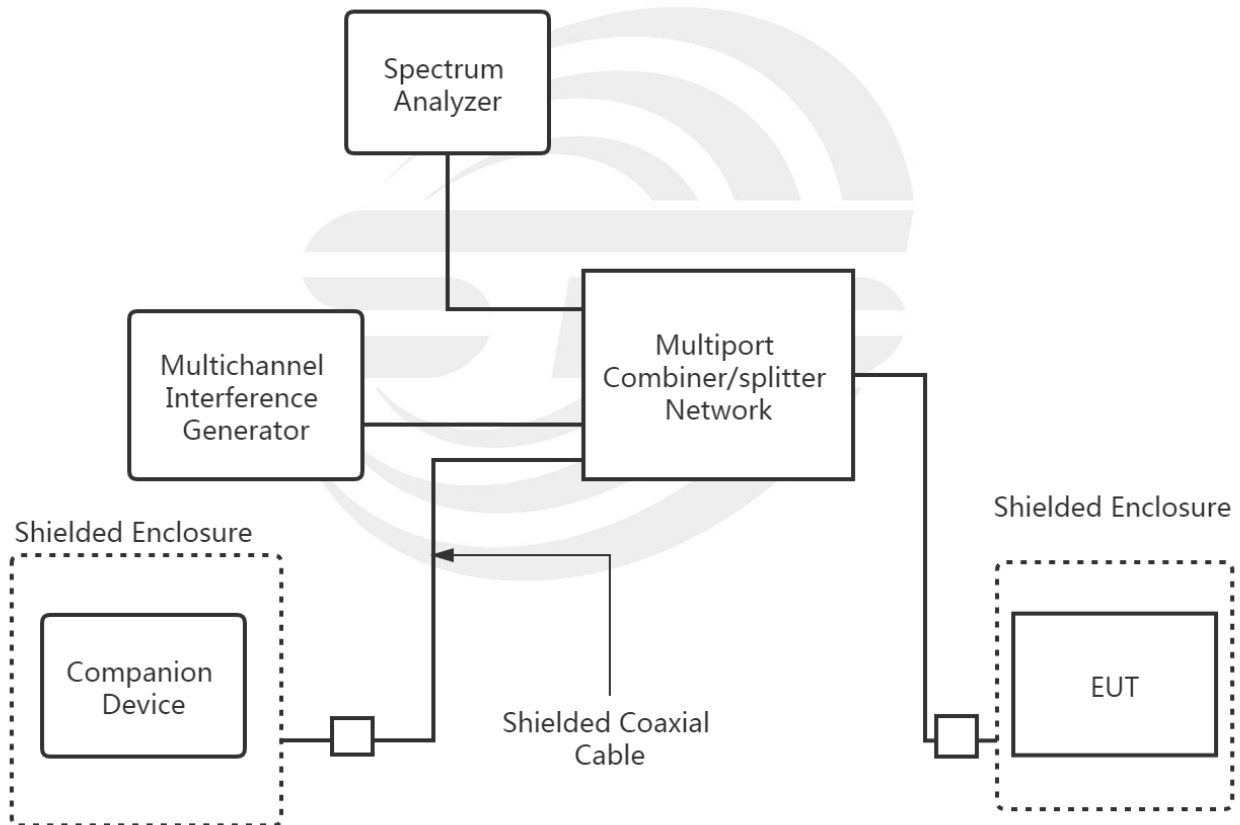 Spectrum
Analyzer
Multiport
Combiner/splitter
Network
Multichannel
Interference
Generator
Shielded Enclosure
Shielded Enclosure
Companion
Device
Shielded Coaxial
Cable
EUT